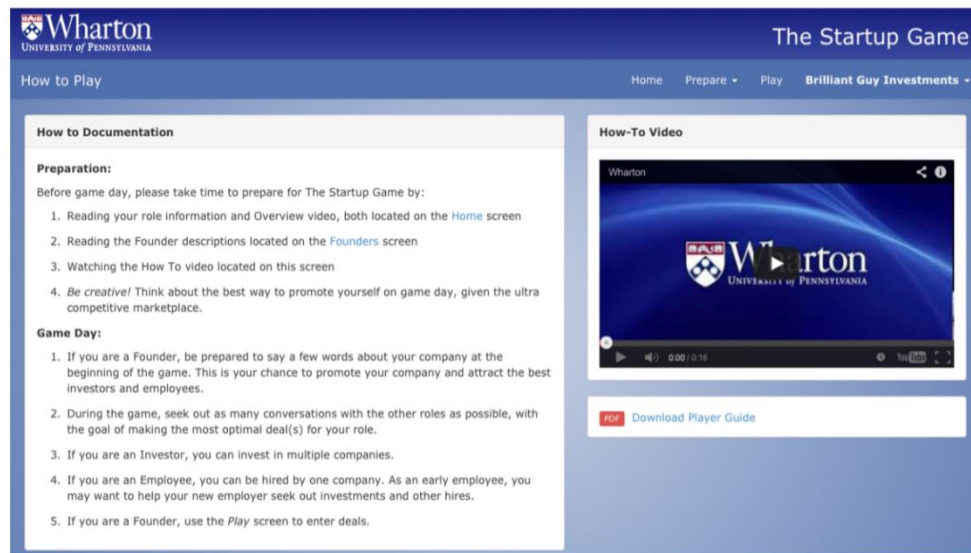 Wharton
UNIVERSITY of PENNSYLVANIA
The Startup Game
How to Play
Home Prepare Play Brilliant Guy Investments
How to Documentation
Preparation:
Before game day, please take time to prepare for The Startup Game by:
1. Reading your role information and Overview video, both located on the Home screen
2. Reading the Founder descriptions located on the Founders screen
3. Watching the How To video located on this screen
4. Be creative! Think about the best way to promote yourself on game day, given the ultra
competitive marketplace.
Game Day:
1. If you are a Founder, be prepared to say a few words about your company at the
beginning of the game. This is your chance to promote your company and attract the best
investors and employees.
2. During the game, seek out as many conversations with the other roles as possible, with
the goal of making the most optimal deal(s) for your role.
3. If you are an Investor, you can invest in multiple companies.
4. If you are an Employee, you can be hired by one company. As an early employee, you
may want to help your new employer seek out investments and other hires.
5. If you are a Founder, use the Play screen to enter deals.
How-To Video
Wharton
Wharton
UNIVERSITY of PENNSYLVANIA
0:00 / 0:16
YouTube
PDF Download Player Guide